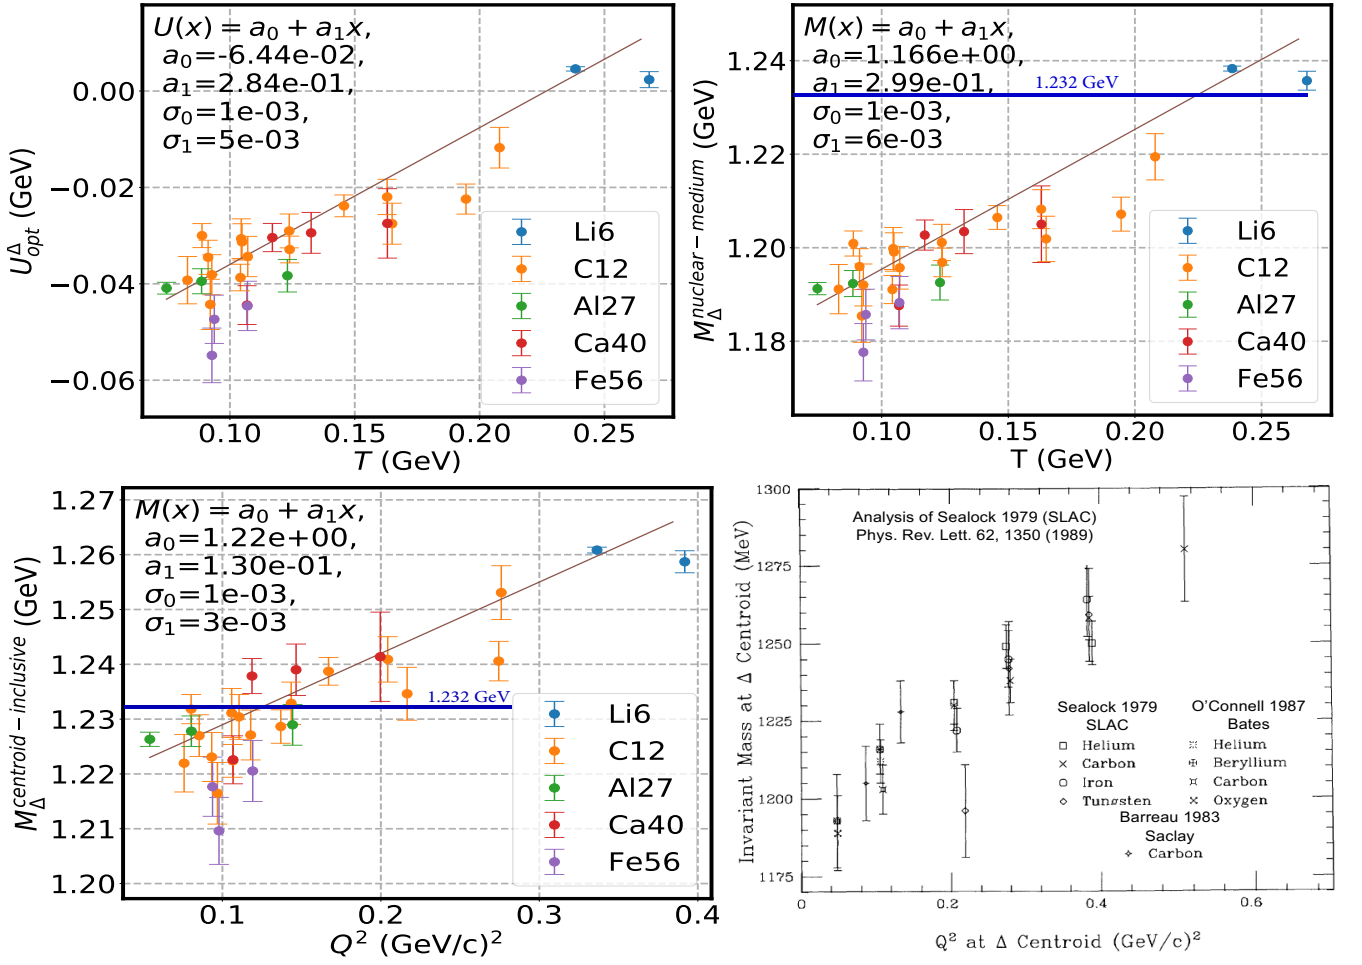 U(x) = a₀ + a₁x,
a₀=-6.44e-02,
a₁=2.84e-01,
σ₀=1e-03,
σ₁=5e-03
0.00
−0.02
−0.04
−0.06
U^Δ_opt (GeV)
Li6
C12
Al27
Ca40
Fe56
0.10 0.15 0.20 0.25
T (GeV)
M(x) = a₀ + a₁x,
a₀=1.166e+00,
a₁=2.99e-01,
σ₀=1e-03,
σ₁=6e-03
1.232 GeV
1.24
1.22
1.20
1.18
M_Δ^{nuclear−medium} (GeV)
Li6
C12
Al27
Ca40
Fe56
0.10 0.15 0.20 0.25
T (GeV)
M(x) = a₀ + a₁x,
a₀=1.22e+00,
a₁=1.30e-01,
σ₀=1e-03,
σ₁=3e-03
1.232 GeV
1.27
1.26
1.25
1.24
1.23
1.22
1.21
1.20
M_Δ^{centroid−inclusive} (GeV)
Li6
C12
Al27
Ca40
Fe56
0.1 0.2 0.3 0.4
Q² (GeV/c)²
Analysis of Sealock 1979 (SLAC)
Phys. Rev. Lett. 62, 1350 (1989)
1300
1275
1250
1225
1200
1175
Invariant Mass at Δ Centroid (MeV)
Sealock 1979
SLAC
Helium
Carbon
Iron
Tungsten
O'Connell 1987
Bates
Helium
Beryllium
Carbon
Oxygen
Barreau 1983
Saclay
Carbon
0 0.2 0.4 0.6
Q² at Δ Centroid (GeV/c)²